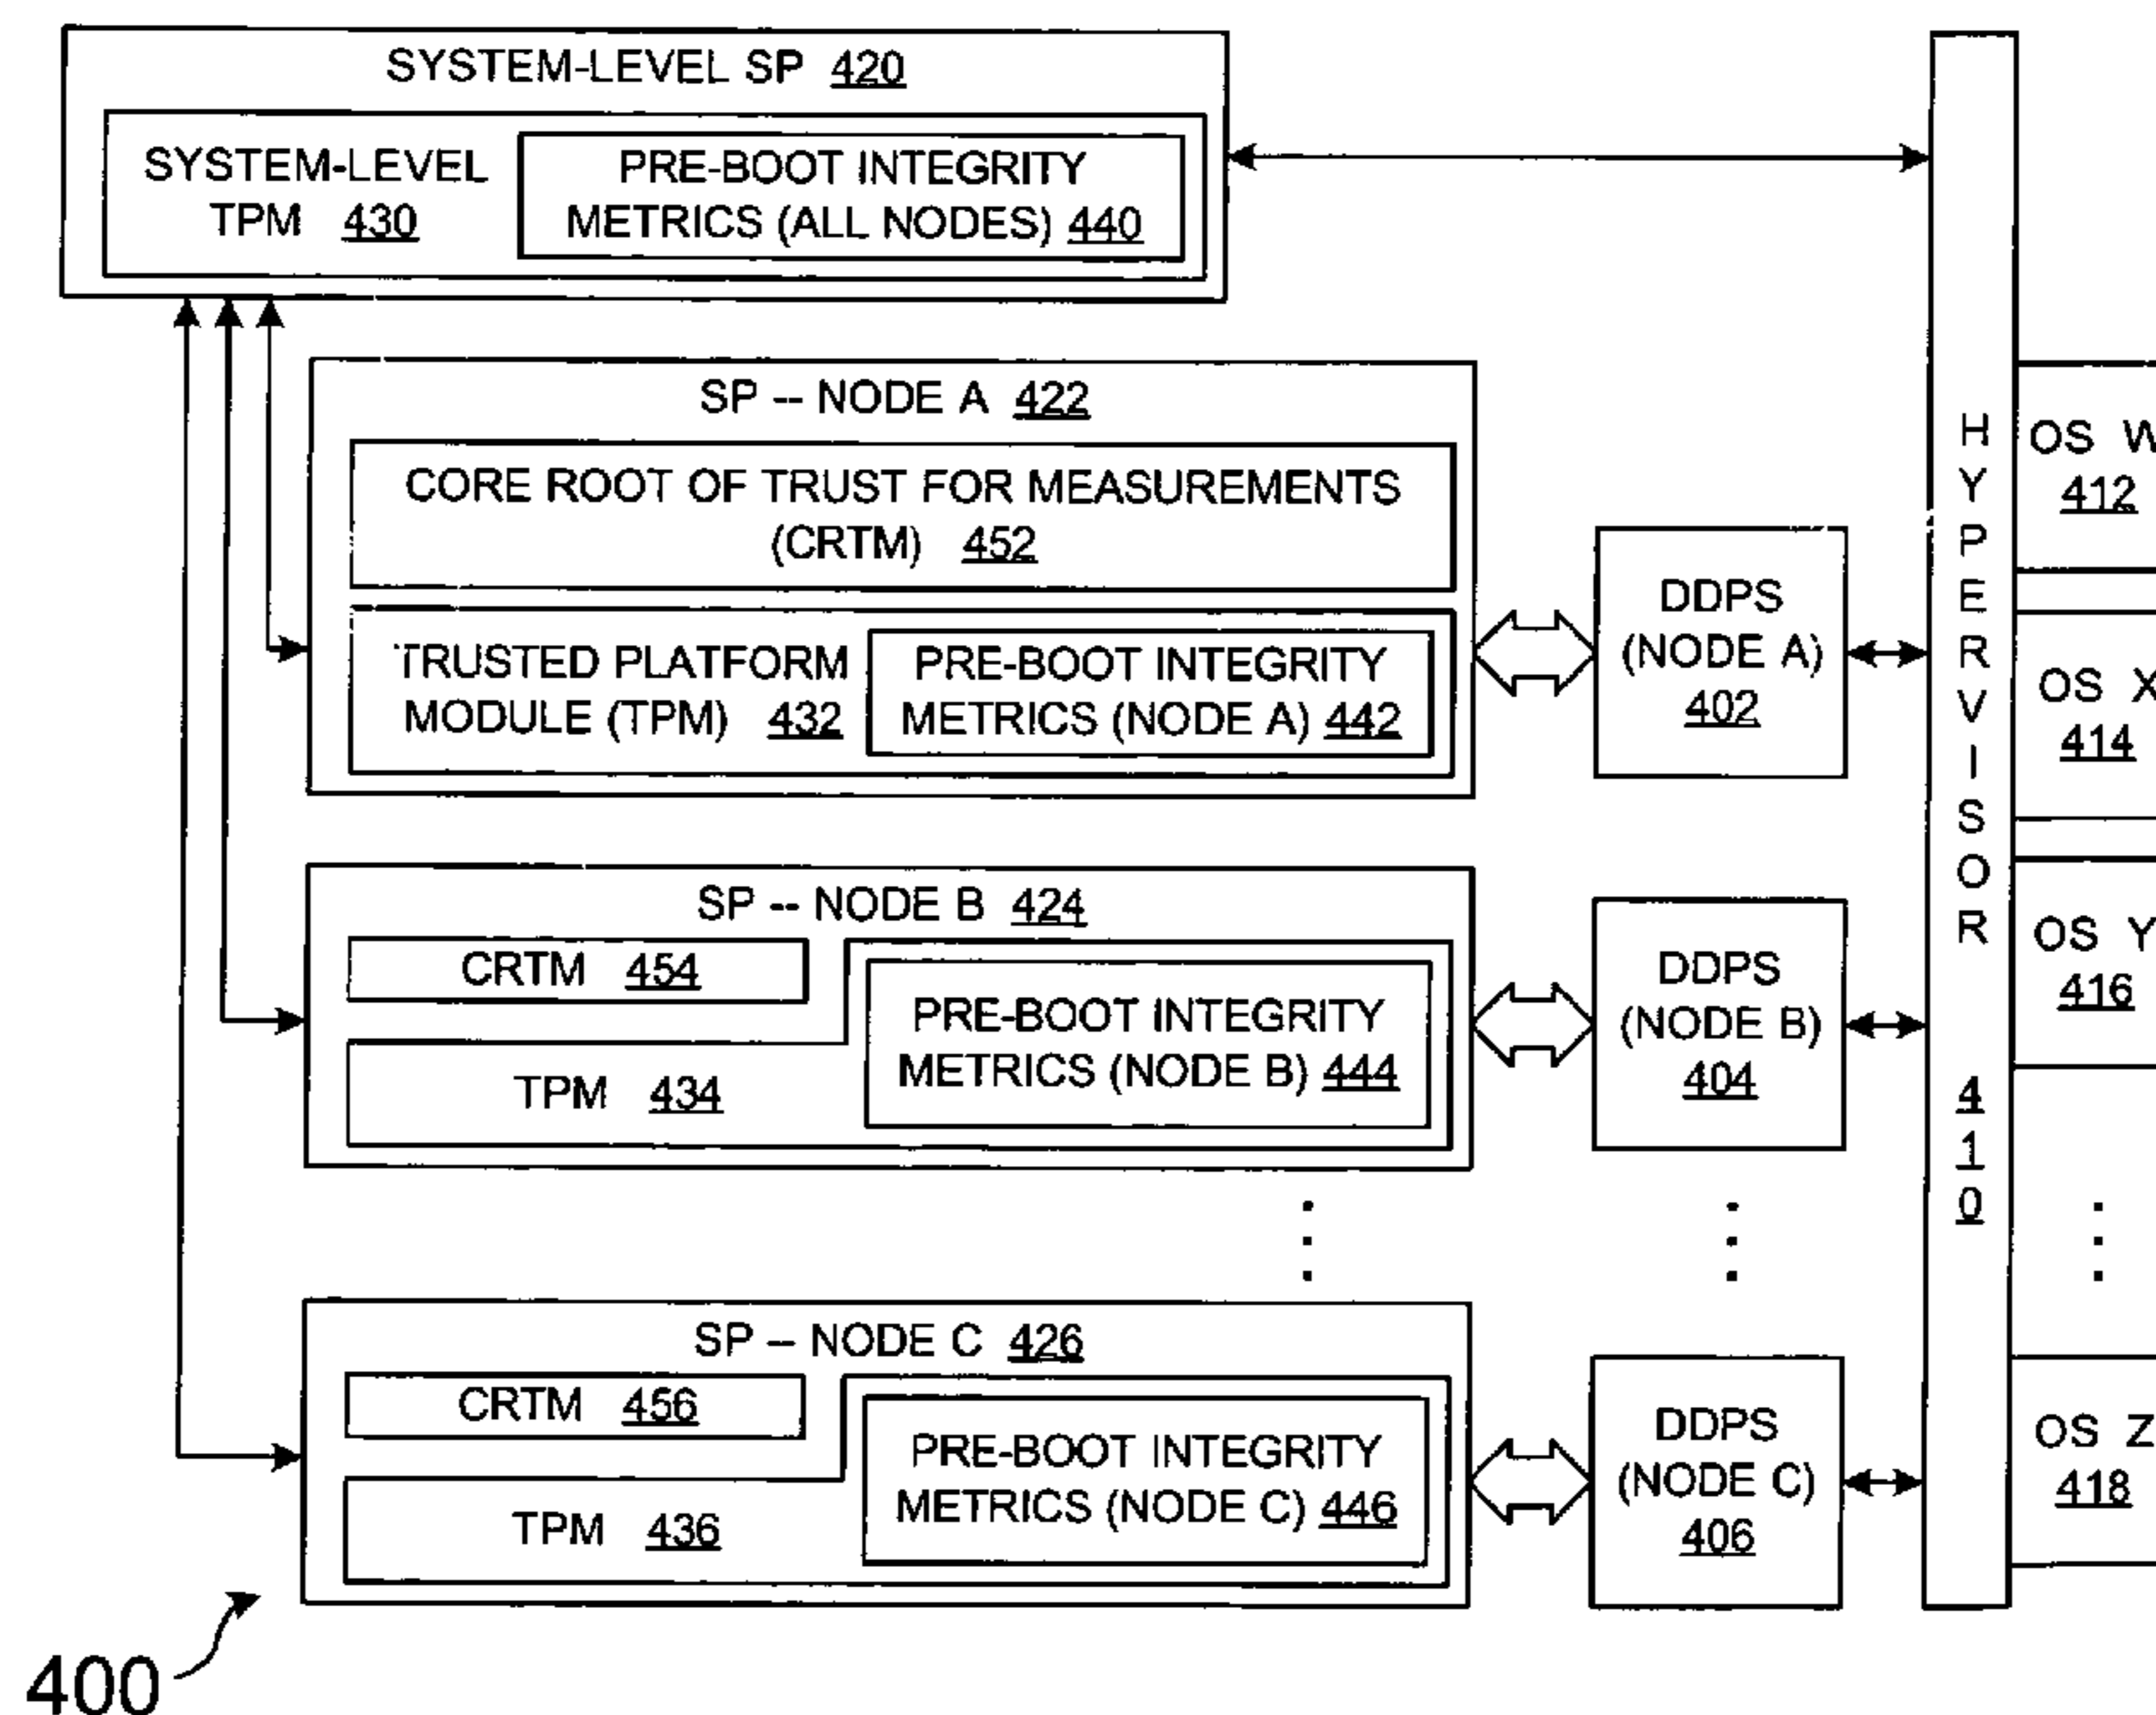 SYSTEM-LEVEL SP 420
SYSTEM-LEVEL
TPM 430
PRE-BOOT INTEGRITY
METRICS (ALL NODES) 440
SP -- NODE A 422
CORE ROOT OF TRUST FOR MEASUREMENTS
(CRTM) 452
TRUSTED PLATFORM
MODULE (TPM) 432
PRE-BOOT INTEGRITY
METRICS (NODE A) 442
DDPS
(NODE A)
402
SP -- NODE B 424
CRTM 454
TPM 434
PRE-BOOT INTEGRITY
METRICS (NODE B) 444
DDPS
(NODE B)
404
SP -- NODE C 426
CRTM 456
TPM 436
PRE-BOOT INTEGRITY
METRICS (NODE C) 446
DDPS
(NODE C)
406
HYPERVISOR 410
OS W
412
OS X
414
OS Y
416
OS Z
418
400